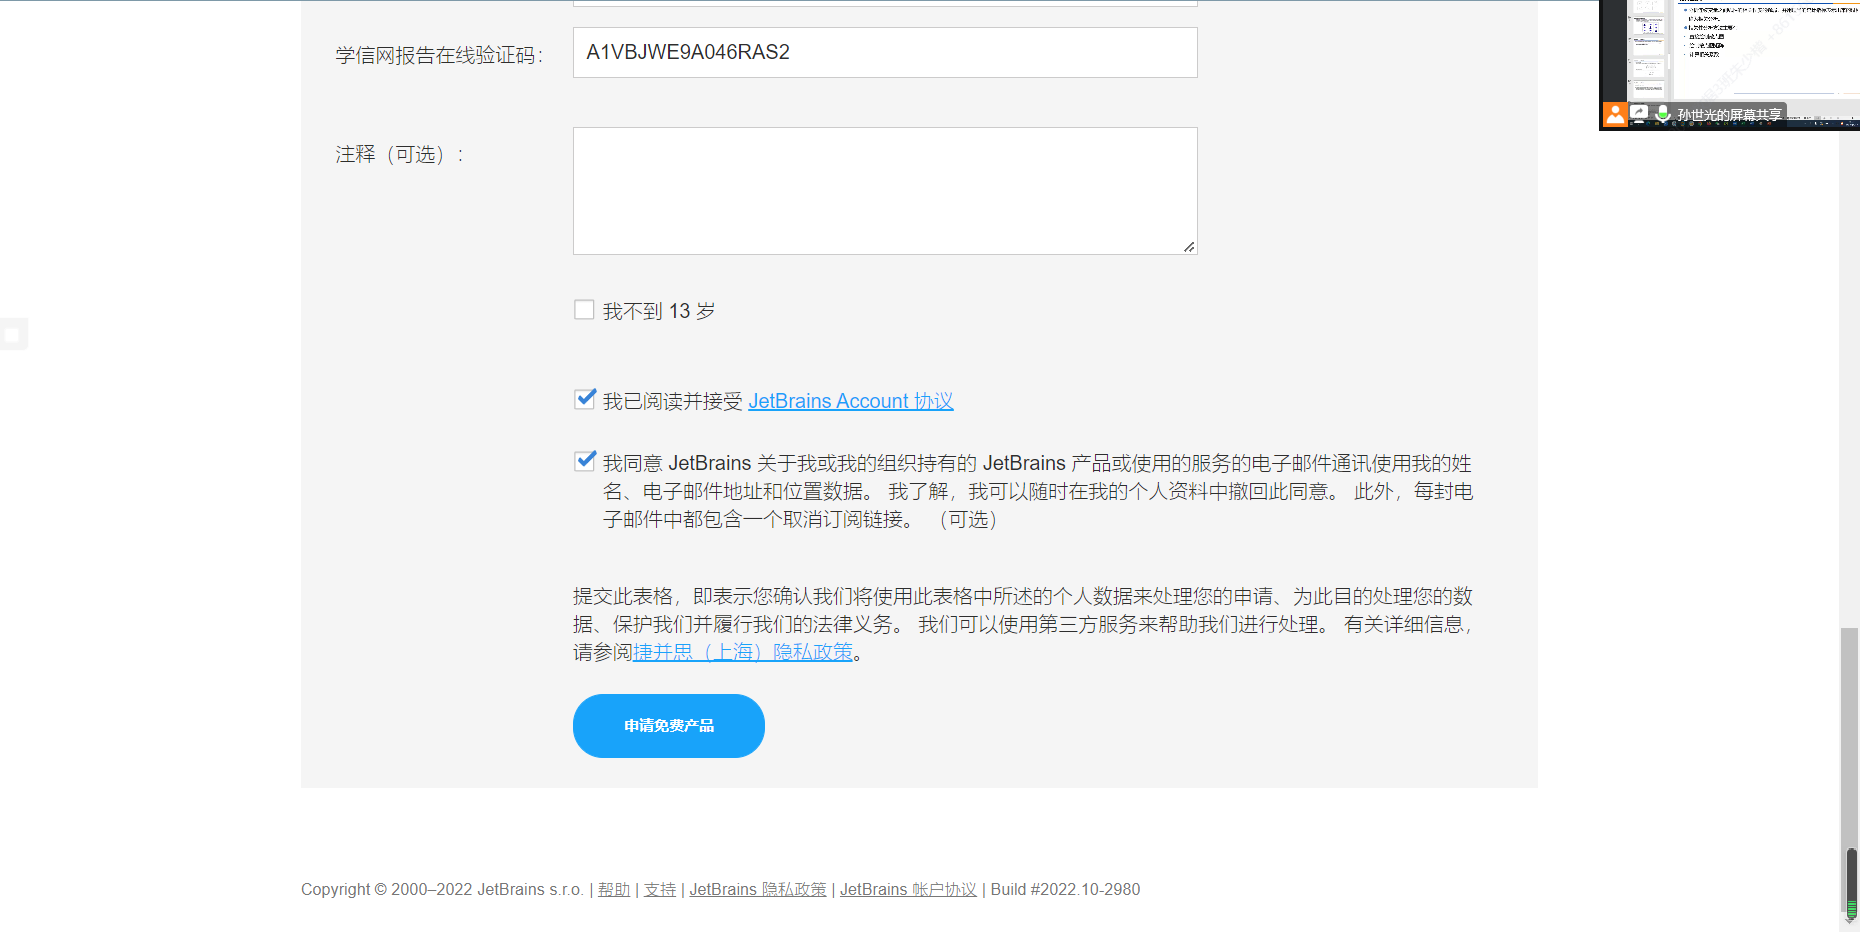 学信网报告在线验证码：
A1VBJWE9A046RAS2
注释（可选）：
我不到 13 岁
我已阅读并接受 JetBrains Account 协议
我同意 JetBrains 关于我或我的组织持有的 JetBrains 产品或使用的服务的电子邮件通讯使用我的姓
名、电子邮件地址和位置数据。 我了解，我可以随时在我的个人资料中撤回此同意。 此外，每封电
子邮件中都包含一个取消订阅链接。 （可选）
提交此表格，即表示您确认我们将使用此表格中所述的个人数据来处理您的申请、为此目的处理您的数
据、保护我们并履行我们的法律义务。 我们可以使用第三方服务来帮助我们进行处理。 有关详细信息，
请参阅捷并思（上海）隐私政策。
申请免费产品
孙世光的屏幕共享
Copyright © 2000–2022 JetBrains s.r.o. | 帮助 | 支持 | JetBrains 隐私政策 | JetBrains 帐户协议 | Build #2022.10-2980